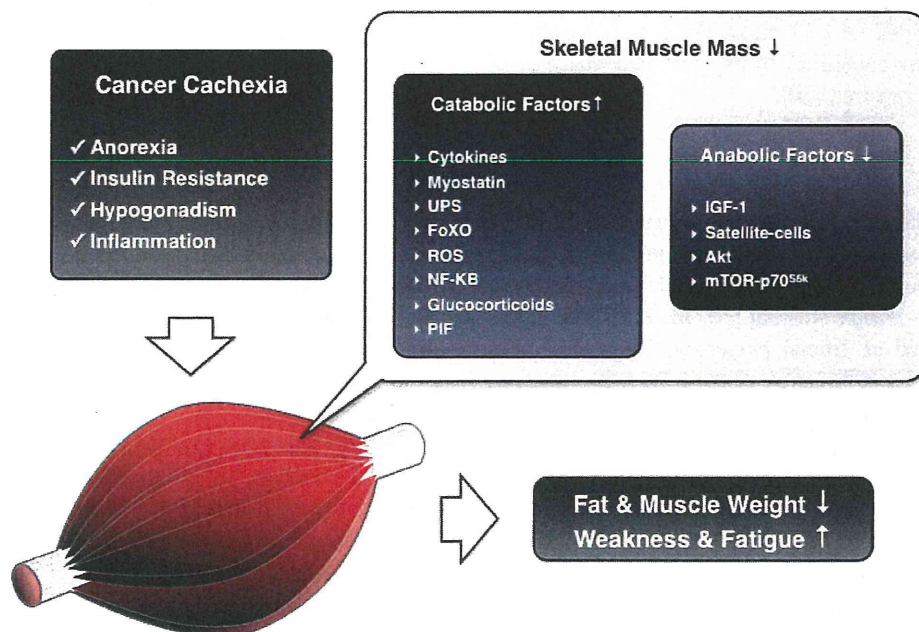 Cancer Cachexia
✓ Anorexia
✓ Insulin Resistance
✓ Hypogonadism
✓ Inflammation
Skeletal Muscle Mass ↓
Catabolic Factors ↑
▸ Cytokines
▸ Myostatin
▸ UPS
▸ FoXO
▸ ROS
▸ NF-KB
▸ Glucocorticoids
▸ PIF
Anabolic Factors ↓
▸ IGF-1
▸ Satellite-cells
▸ Akt
▸ mTOR-p70S6k
Fat & Muscle Weight ↓
Weakness & Fatigue ↑